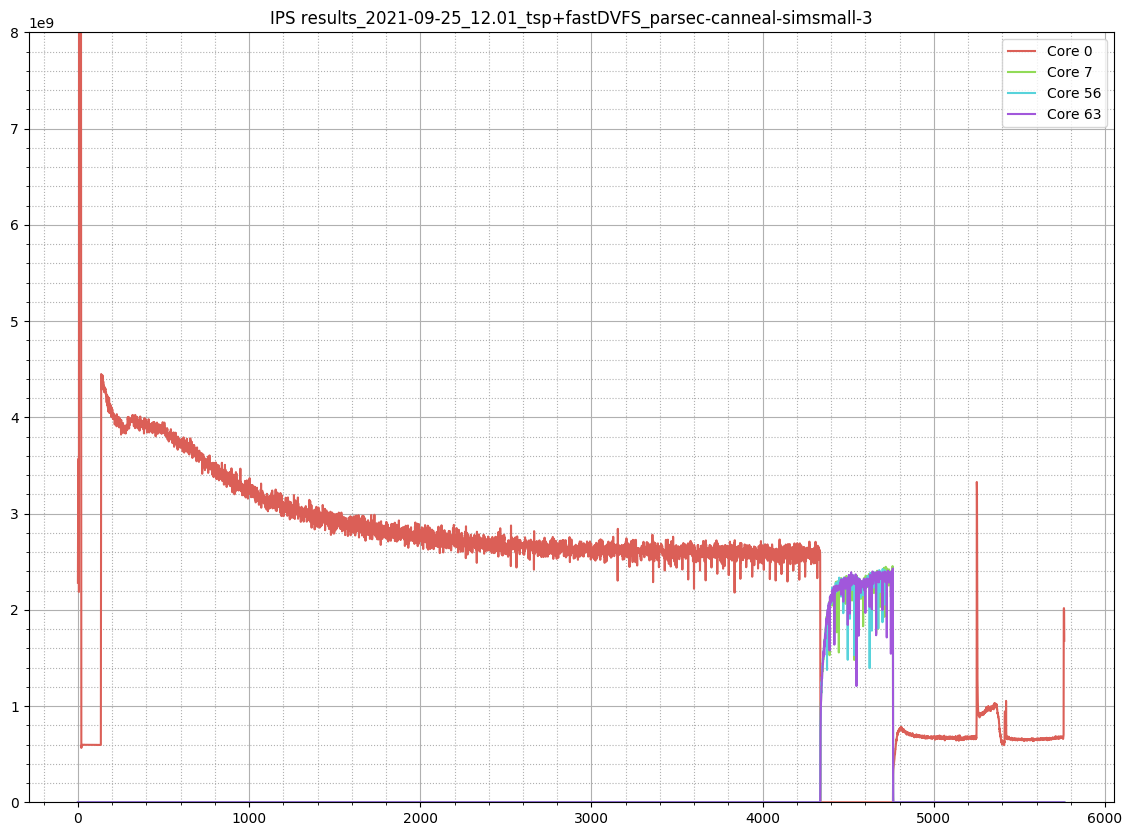 IPS results_2021-09-25_12.01_tsp+fastDVFS_parsec-canneal-simsmall-3
1e9
8
7
6
5
4
3
2
1
0
Core 0
Core 7
Core 56
Core 63
0 1000 2000 3000 4000 5000 6000